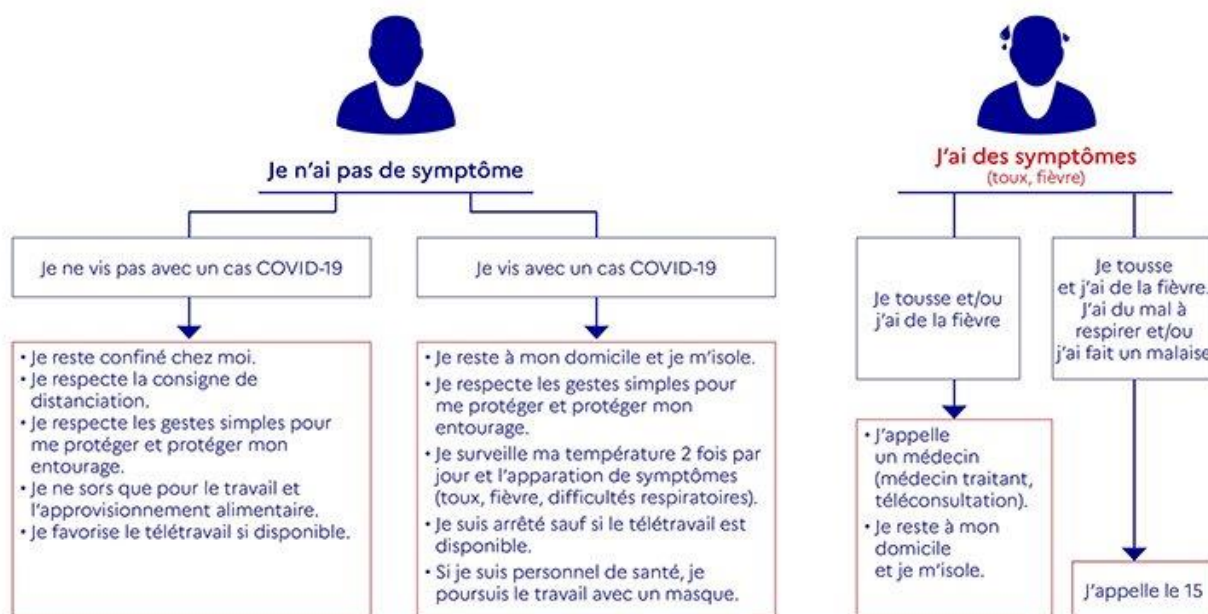 Je n'ai pas de symptôme
Je ne vis pas avec un cas COVID-19
• Je reste confiné chez moi.
• Je respecte la consigne de
distanciation.
• Je respecte les gestes simples pour
me protéger et protéger mon
entourage.
• Je ne sors que pour le travail et
l'approvisionnement alimentaire.
• Je favorise le télétravail si disponible.
Je vis avec un cas COVID-19
• Je reste à mon domicile et je m'isole.
• Je respecte les gestes simples pour
me protéger et protéger mon
entourage.
• Je surveille ma température 2 fois par
jour et l'apparation de symptômes
(toux, fièvre, difficultés respiratoires).
• Je suis arrêté sauf si le télétravail est
disponible.
• Si je suis personnel de santé, je
poursuis le travail avec un masque.
J'ai des symptômes
(toux, fièvre)
Je tousse et/ou
j'ai de la fièvre
• J'appelle
un médecin
(médecin traitant,
téléconsultation).
• Je reste à mon
domicile
et je m'isole.
Je tousse
et j'ai de la fièvre.
J'ai du mal à
respirer et/ou
j'ai fait un malaise
J'appelle le 15